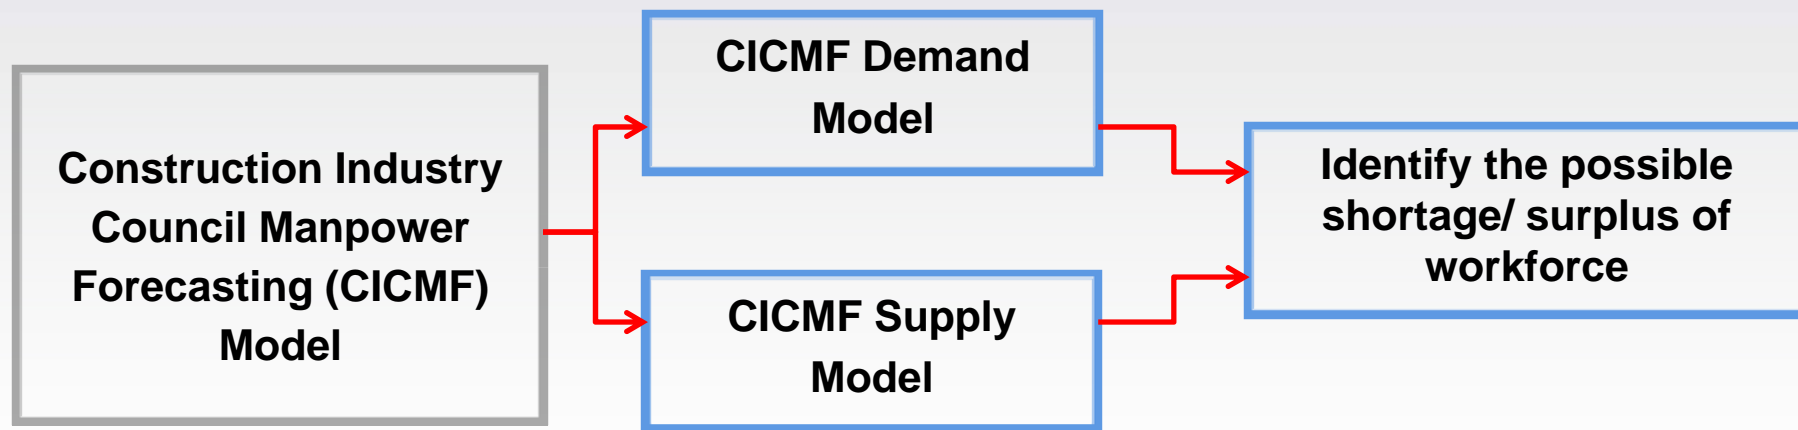 Construction Industry
Council Manpower
Forecasting (CICMF)
Model
CICMF Demand
Model
CICMF Supply
Model
Identify the possible
shortage/ surplus of
workforce